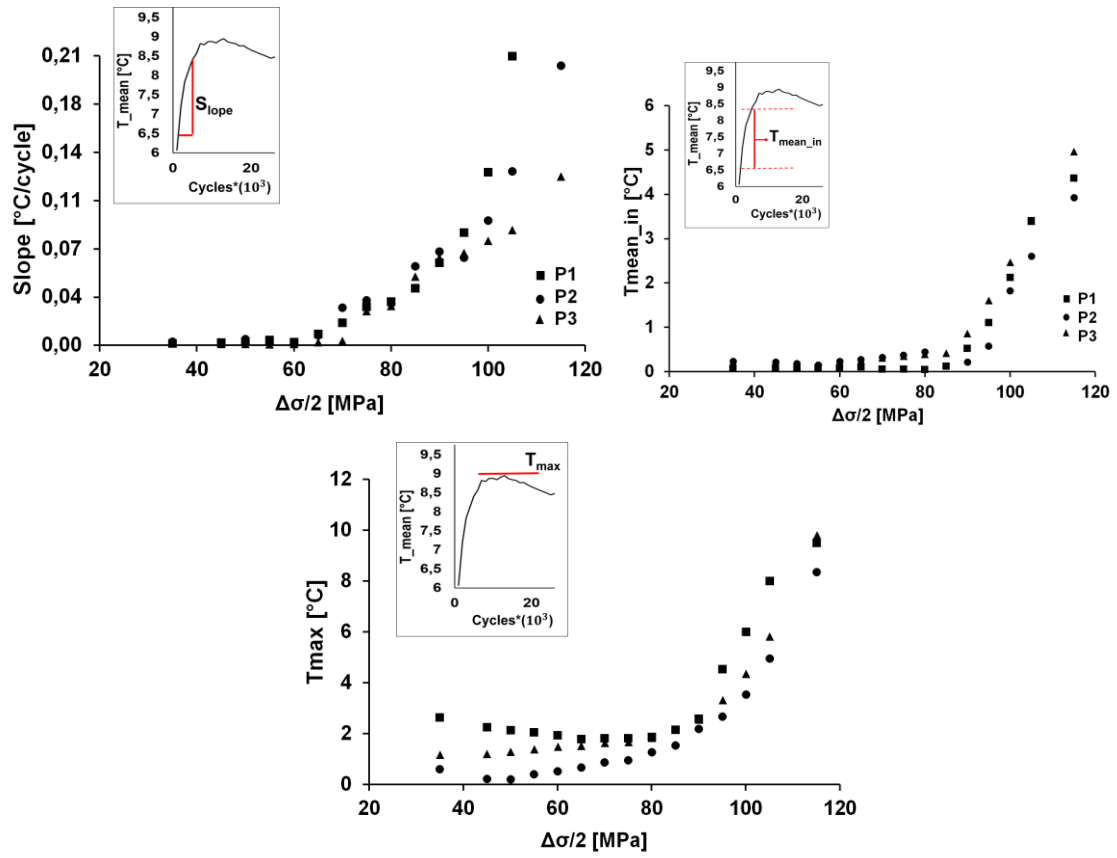 9,5
9
8,5
8
7,5
7
6,5
6
T_mean [°C]
Slope
0 20
Cycles*(10³)
0,21
0,18
0,14
0,11
0,07
0,04
0,00
Slope [°C/cycle]
P1
P2
P3
20 40 60 80 100 120
Δσ/2 [MPa]
9,5
9
8,5
8
7,5
7
6,5
6
T_mean [°C]
Tmean_in
0 20
Cycles*(10³)
6
5
4
3
2
1
0
Tmean_in [°C]
P1
P2
P3
20 40 60 80 100 120
Δσ/2 [MPa]
9,5
9
8,5
8
7,5
7
6,5
6
T_mean [°C]
Tmax
0 20
Cycles*(10³)
12
10
8
6
4
2
0
Tmax [°C]
20 40 60 80 100 120
Δσ/2 [MPa]